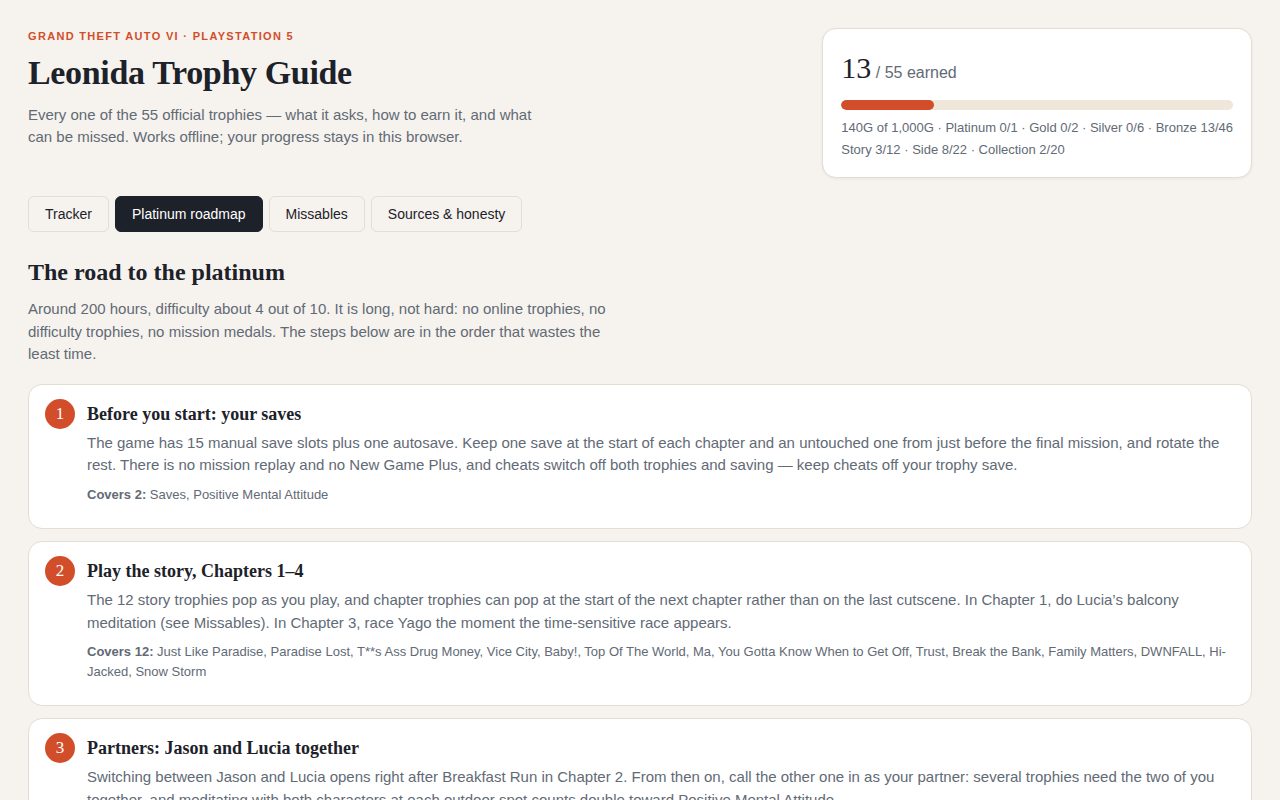 GRAND THEFT AUTO VI · PLAYSTATION 5
Leonida Trophy Guide
Every one of the 55 official trophies — what it asks, how to earn it, and what
can be missed. Works offline; your progress stays in this browser.
13 / 55 earned
140G of 1,000G · Platinum 0/1 · Gold 0/2 · Silver 0/6 · Bronze 13/46
Story 3/12 · Side 8/22 · Collection 2/20
Tracker
Platinum roadmap
Missables
Sources & honesty
The road to the platinum
Around 200 hours, difficulty about 4 out of 10. It is long, not hard: no online trophies, no
difficulty trophies, no mission medals. The steps below are in the order that wastes the
least time.
1
Before you start: your saves
The game has 15 manual save slots plus one autosave. Keep one save at the start of each chapter and an untouched one from just before the final mission, and rotate the
rest. There is no mission replay and no New Game Plus, and cheats switch off both trophies and saving — keep cheats off your trophy save.
Covers 2: Saves, Positive Mental Attitude
2
Play the story, Chapters 1–4
The 12 story trophies pop as you play, and chapter trophies can pop at the start of the next chapter rather than on the last cutscene. In Chapter 1, do Lucia’s balcony
meditation (see Missables). In Chapter 3, race Yago the moment the time-sensitive race appears.
Covers 12: Just Like Paradise, Paradise Lost, T**s Ass Drug Money, Vice City, Baby!, Top Of The World, Ma, You Gotta Know When to Get Off, Trust, Break the Bank, Family Matters, DWNFALL, Hi-
Jacked, Snow Storm
3
Partners: Jason and Lucia together
Switching between Jason and Lucia opens right after Breakfast Run in Chapter 2. From then on, call the other one in as your partner: several trophies need the two of you
together, and meditating with both characters at each outdoor spot counts double toward Positive Mental Attitude.